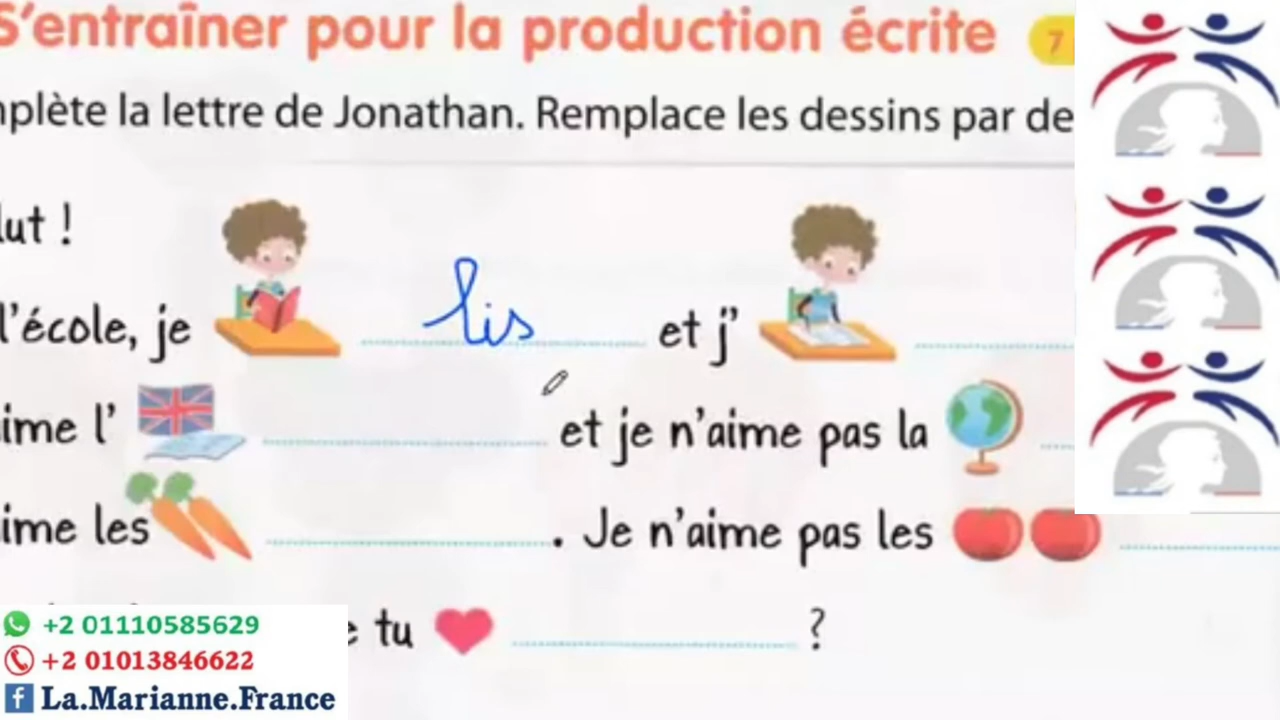 S'entraîner pour la production écrite 7
mplète la lettre de Jonathan. Remplace les dessins par de
lut !
l'école, je lis et j'
ime l' et je n'aime pas la
ime les . Je n'aime pas les
e tu ?
+2 01110585629
+2 01013846622
f La.Marianne.France